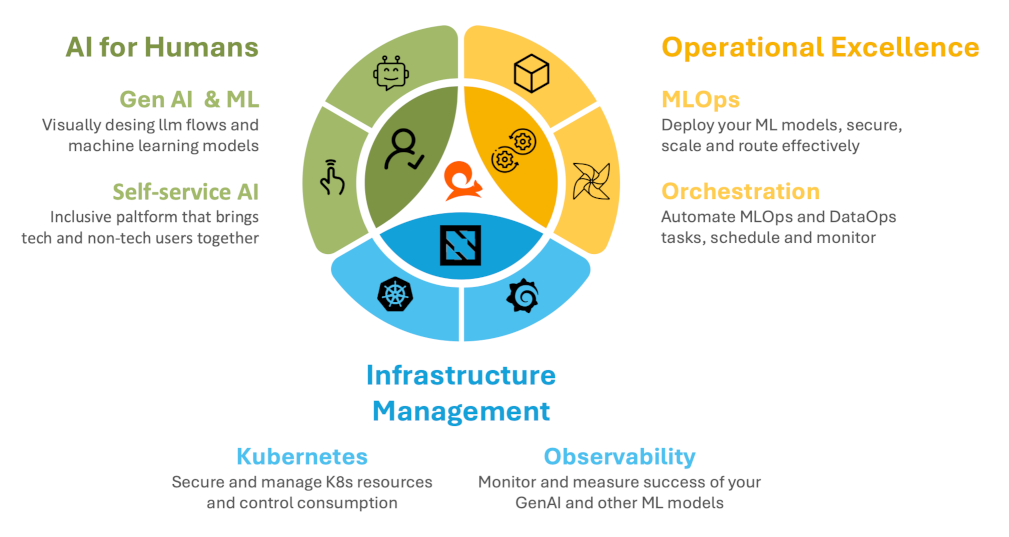 AI for Humans
Gen AI & ML
Visually desing llm flows and
machine learning models
Self-service AI
Inclusive paltform that brings
tech and non-tech users together
Operational Excellence
MLOps
Deploy your ML models, secure,
scale and route effectively
Orchestration
Automate MLOps and DataOps
tasks, schedule and monitor
Infrastructure
Management
Kubernetes
Secure and manage K8s resources
and control consumption
Observability
Monitor and measure success of your
GenAI and other ML models